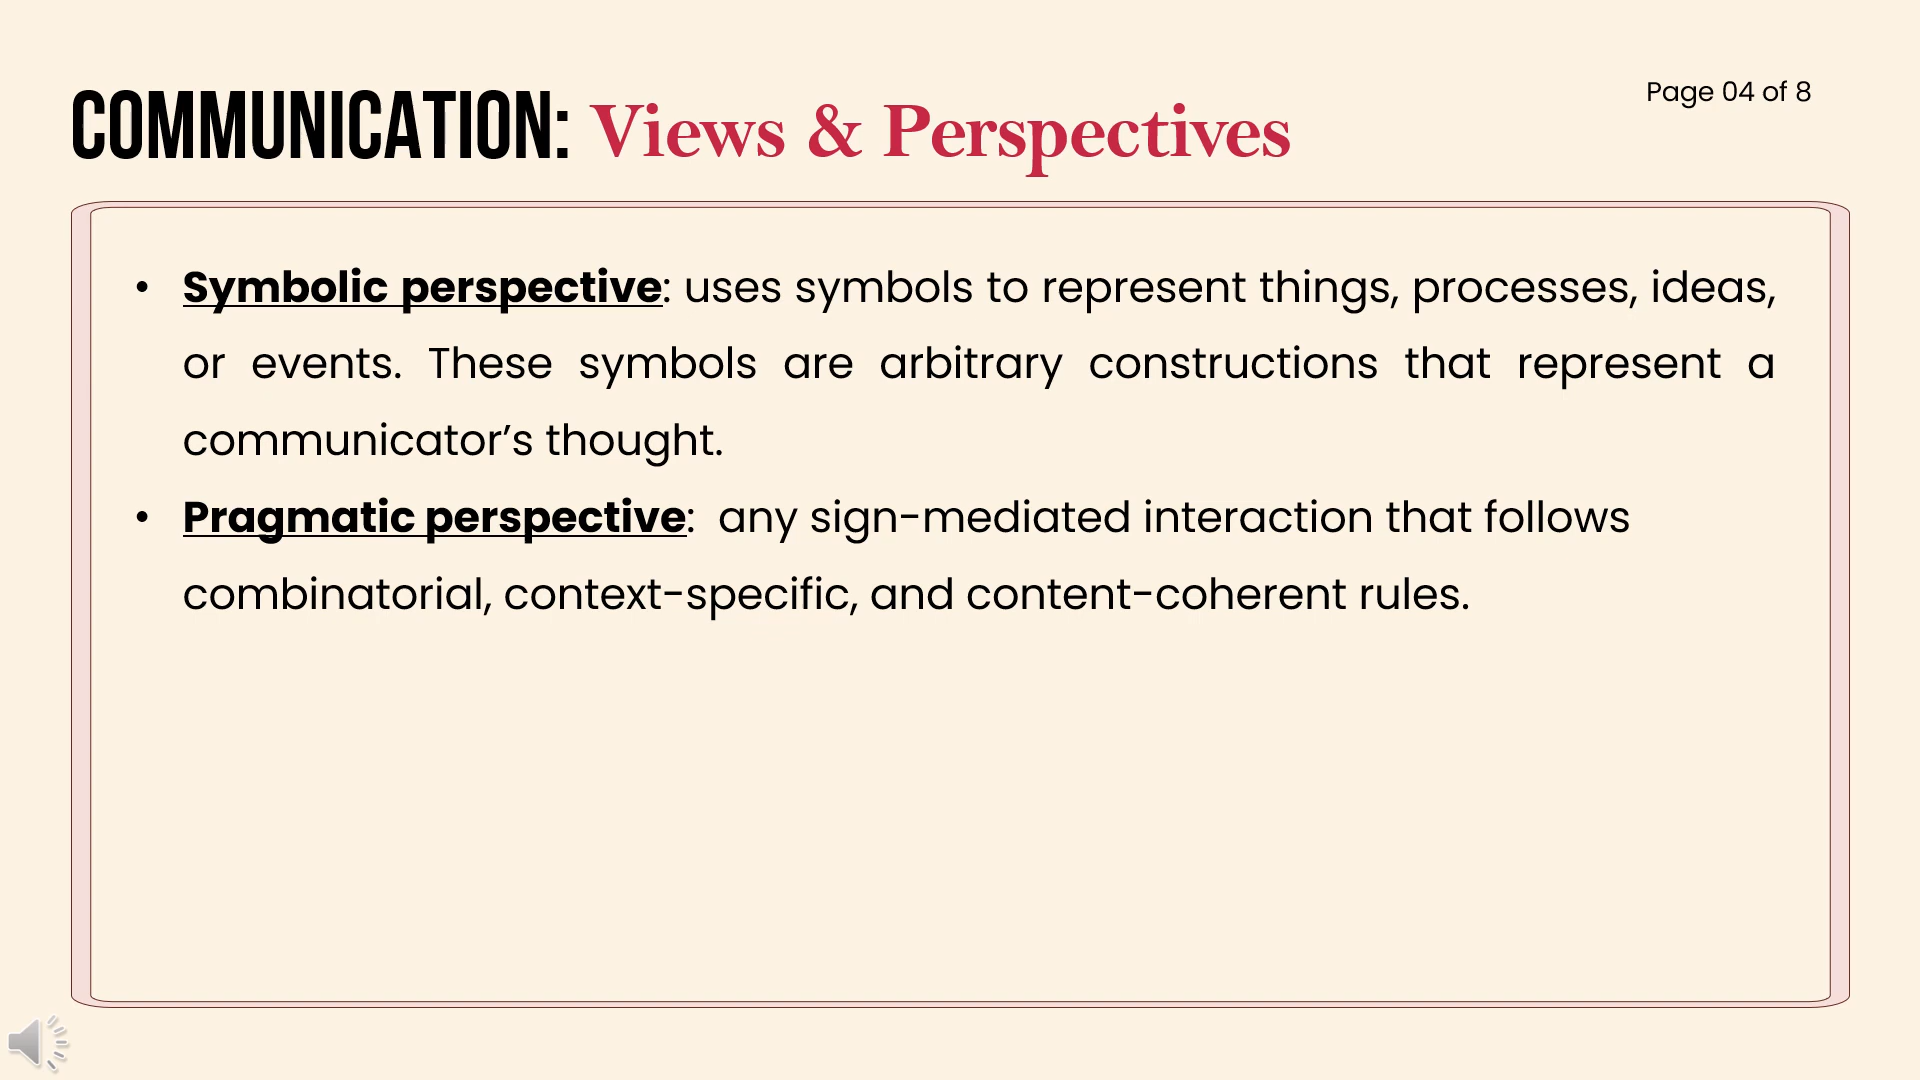 COMMUNICATION: Views & Perspectives
Page 04 of 8
• Symbolic perspective: uses symbols to represent things, processes, ideas,
or events. These symbols are arbitrary constructions that represent a
communicator’s thought.
• Pragmatic perspective:  any sign-mediated interaction that follows
combinatorial, context-specific, and content-coherent rules.